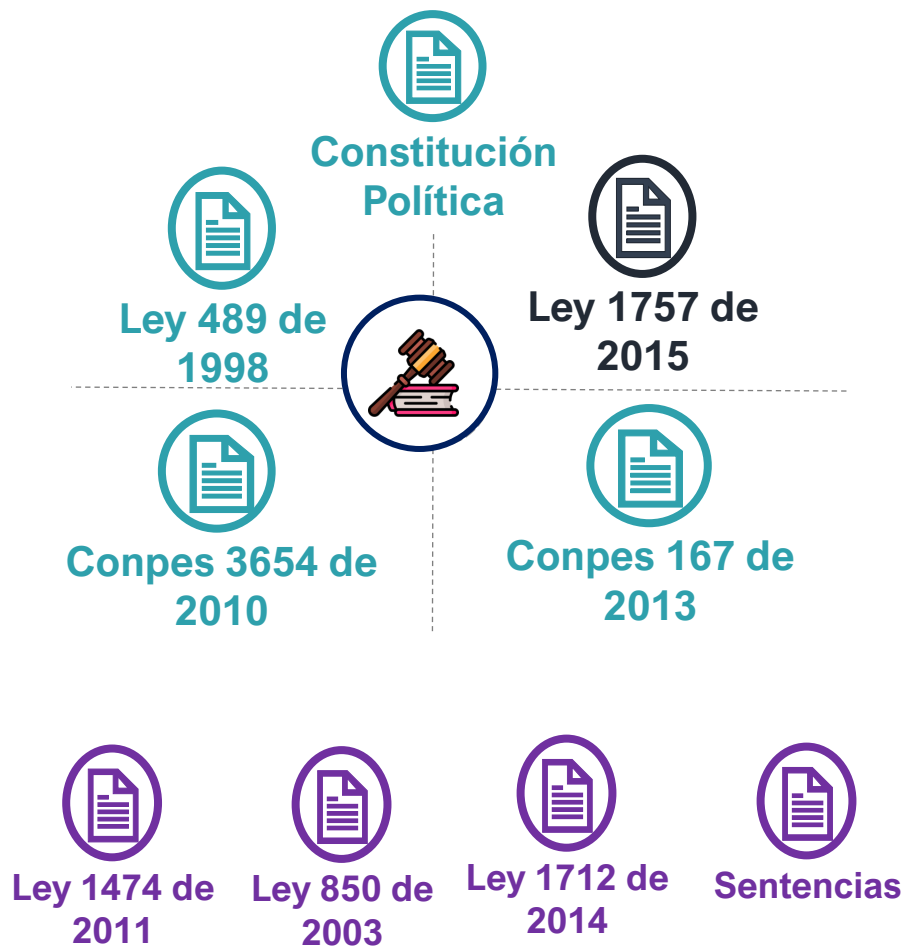 Constitución
Política
Ley 489 de
1998
Ley 1757 de
2015
Conpes 3654 de
2010
Conpes 167 de
2013
Ley 1474 de
2011
Ley 850 de
2003
Ley 1712 de
2014
Sentencias